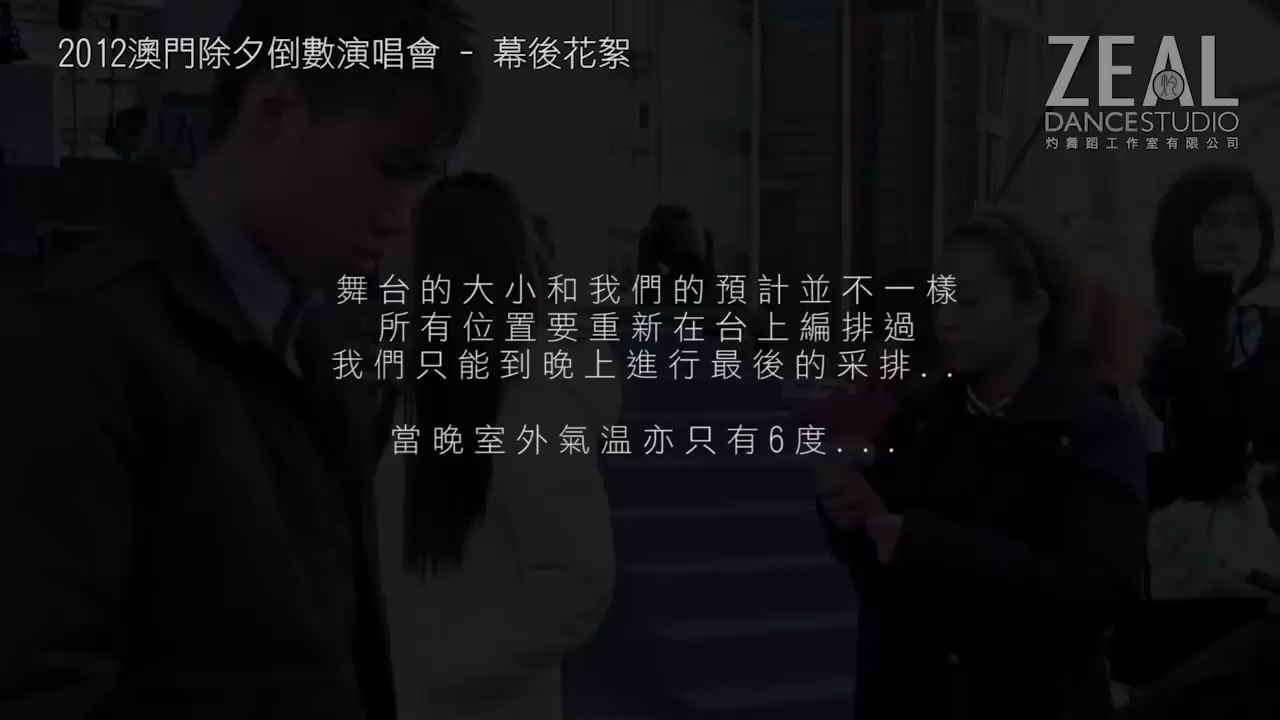 2012澳門除夕倒數演唱會 - 幕後花絮
ZEAL
灼
DANCESTUDIO
灼舞蹈工作室有限公司
舞台的大小和我們的預計並不一樣
所有位置要重新在台上編排過
我們只能到晚上進行最後的采排..
當晚室外氣温亦只有6度...